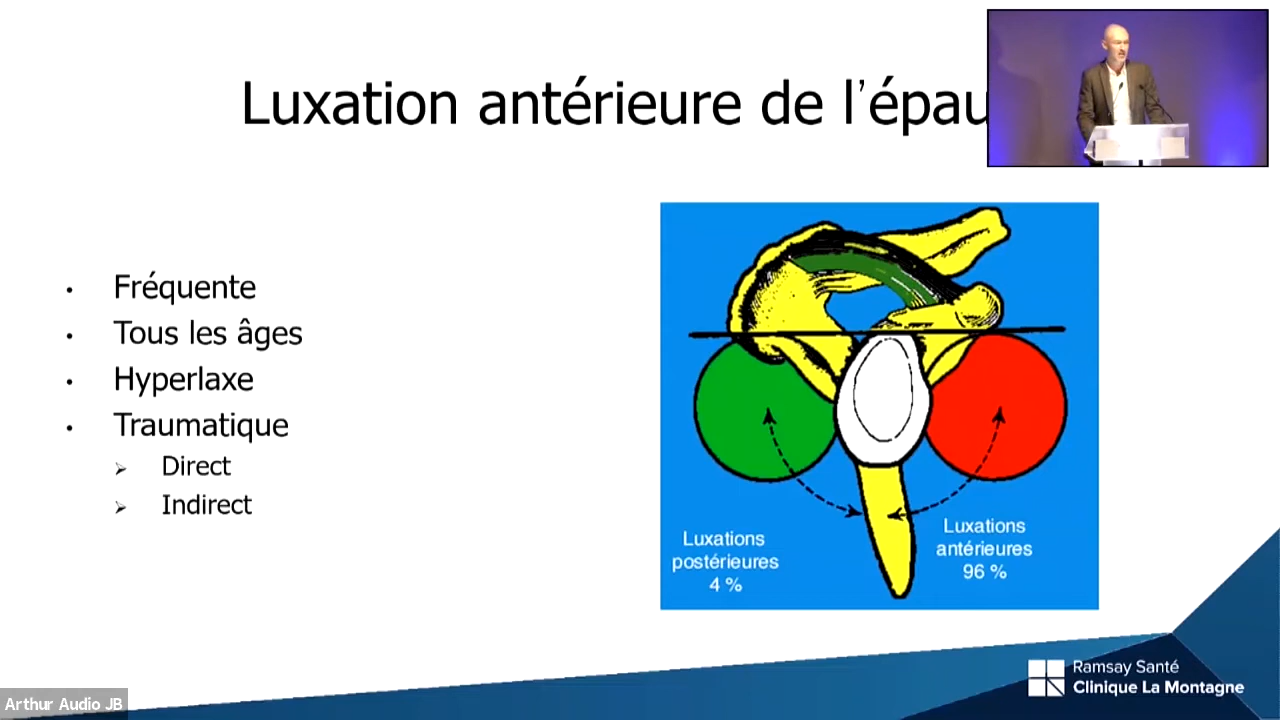 Luxation antérieure de l’épau
• Fréquente
• Tous les âges
• Hyperlaxe
• Traumatique
➢ Direct
➢ Indirect
Luxations
postérieures
4 %
Luxations
antérieures
96 %
Ramsay Santé
Clinique La Montagne
Arthur Audio JB